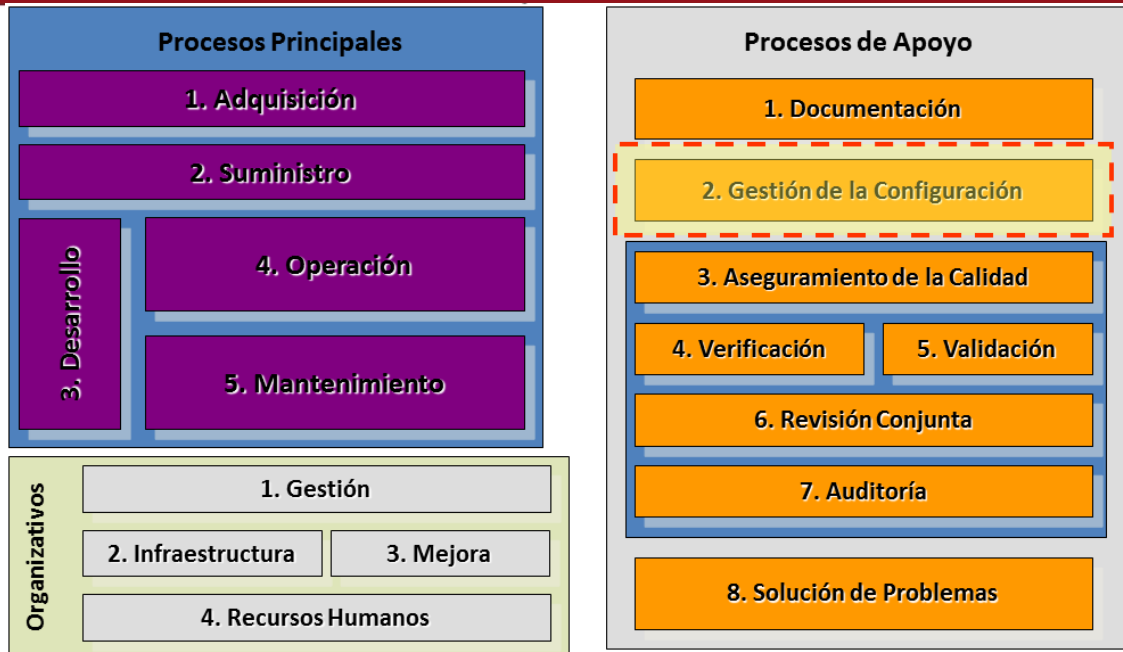 Procesos Principales
1. Adquisición
2. Suministro
3. Desarrollo
4. Operación
5. Mantenimiento
Organizativos
1. Gestión
2. Infraestructura
3. Mejora
4. Recursos Humanos
Procesos de Apoyo
1. Documentación
2. Gestión de la Configuración
3. Aseguramiento de la Calidad
4. Verificación
5. Validación
6. Revisión Conjunta
7. Auditoría
8. Solución de Problemas